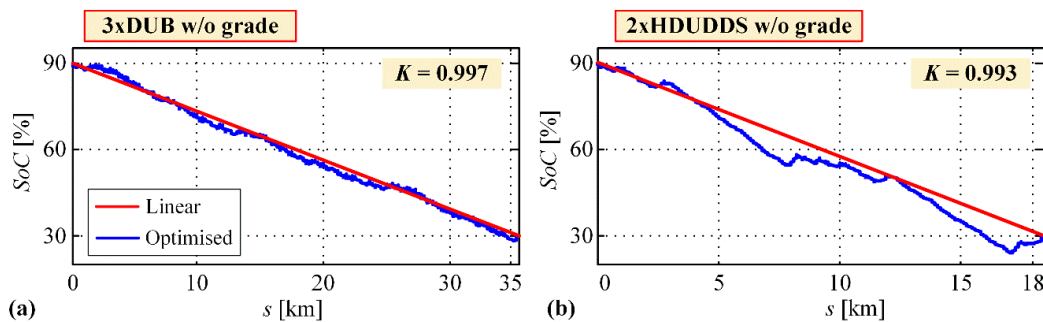 3xDUB w/o grade
2xHDUDDS w/o grade
90
60
30
SoC [%]
K = 0.997
Linear
Optimised
0
10
20
30
35
s [km]
(a)
90
60
30
SoC [%]
K = 0.993
0
5
10
15
18
s [km]
(b)